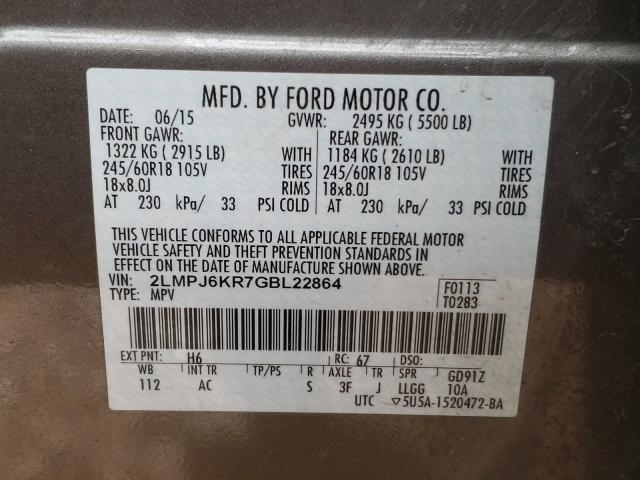 MFD. BY FORD MOTOR CO.
DATE: 06/15 GVWR: 2495 KG ( 5500 LB)
FRONT GAWR: REAR GAWR:
1322 KG ( 2915 LB) WITH 1184 KG ( 2610 LB) WITH
245/60R18 105V TIRES 245/60R18 105V TIRES
18x8.0J RIMS 18x8.0J RIMS
AT 230 kPa/ 33 PSI COLD AT 230 kPa/ 33 PSI COLD
THIS VEHICLE CONFORMS TO ALL APPLICABLE FEDERAL MOTOR
VEHICLE SAFETY AND THEFT PREVENTION STANDARDS IN
EFFECT ON THE DATE OF MANUFACTURE SHOWN ABOVE.
VIN: 2LMPJ6KR7GBL22864 F0113
TYPE: MPV T0283
EXT PNT: H6 RC: 67 DSO:
WB INT TR TP/PS R AXLE TR SPR GD91Z
112 AC S 3F J LLGG 10A
UTC ▽5U5A-1520472-BA